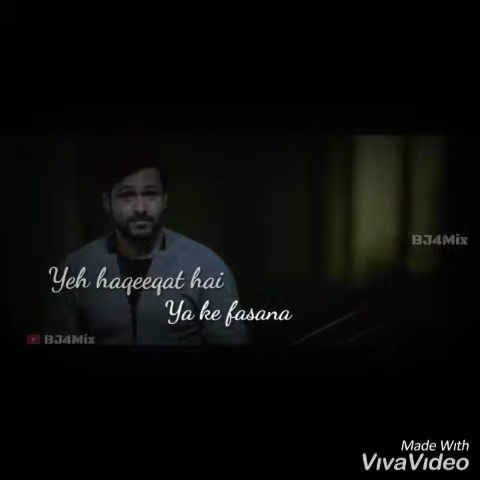 BJ4Mix
Yeh haqeeqat hai
Ya ke fasana
BJ4Mix
Made With
VivaVideo